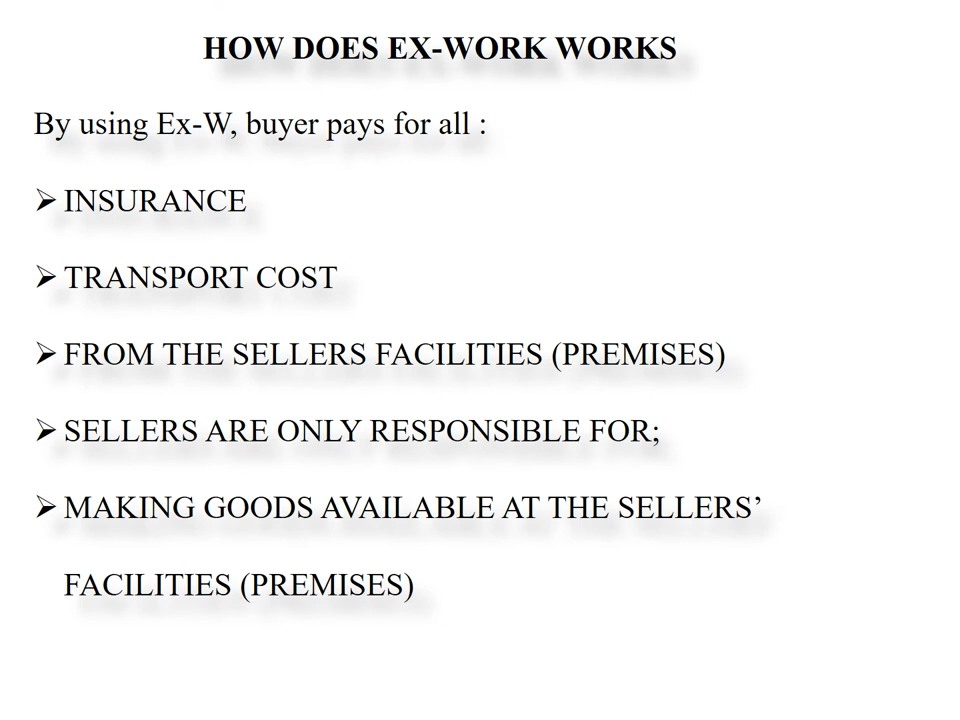 HOW DOES EX-WORK WORKS
By using Ex-W, buyer pays for all :
➢ INSURANCE
➢ TRANSPORT COST
➢ FROM THE SELLERS FACILITIES (PREMISES)
➢ SELLERS ARE ONLY RESPONSIBLE FOR;
➢ MAKING GOODS AVAILABLE AT THE SELLERS’
FACILITIES (PREMISES)